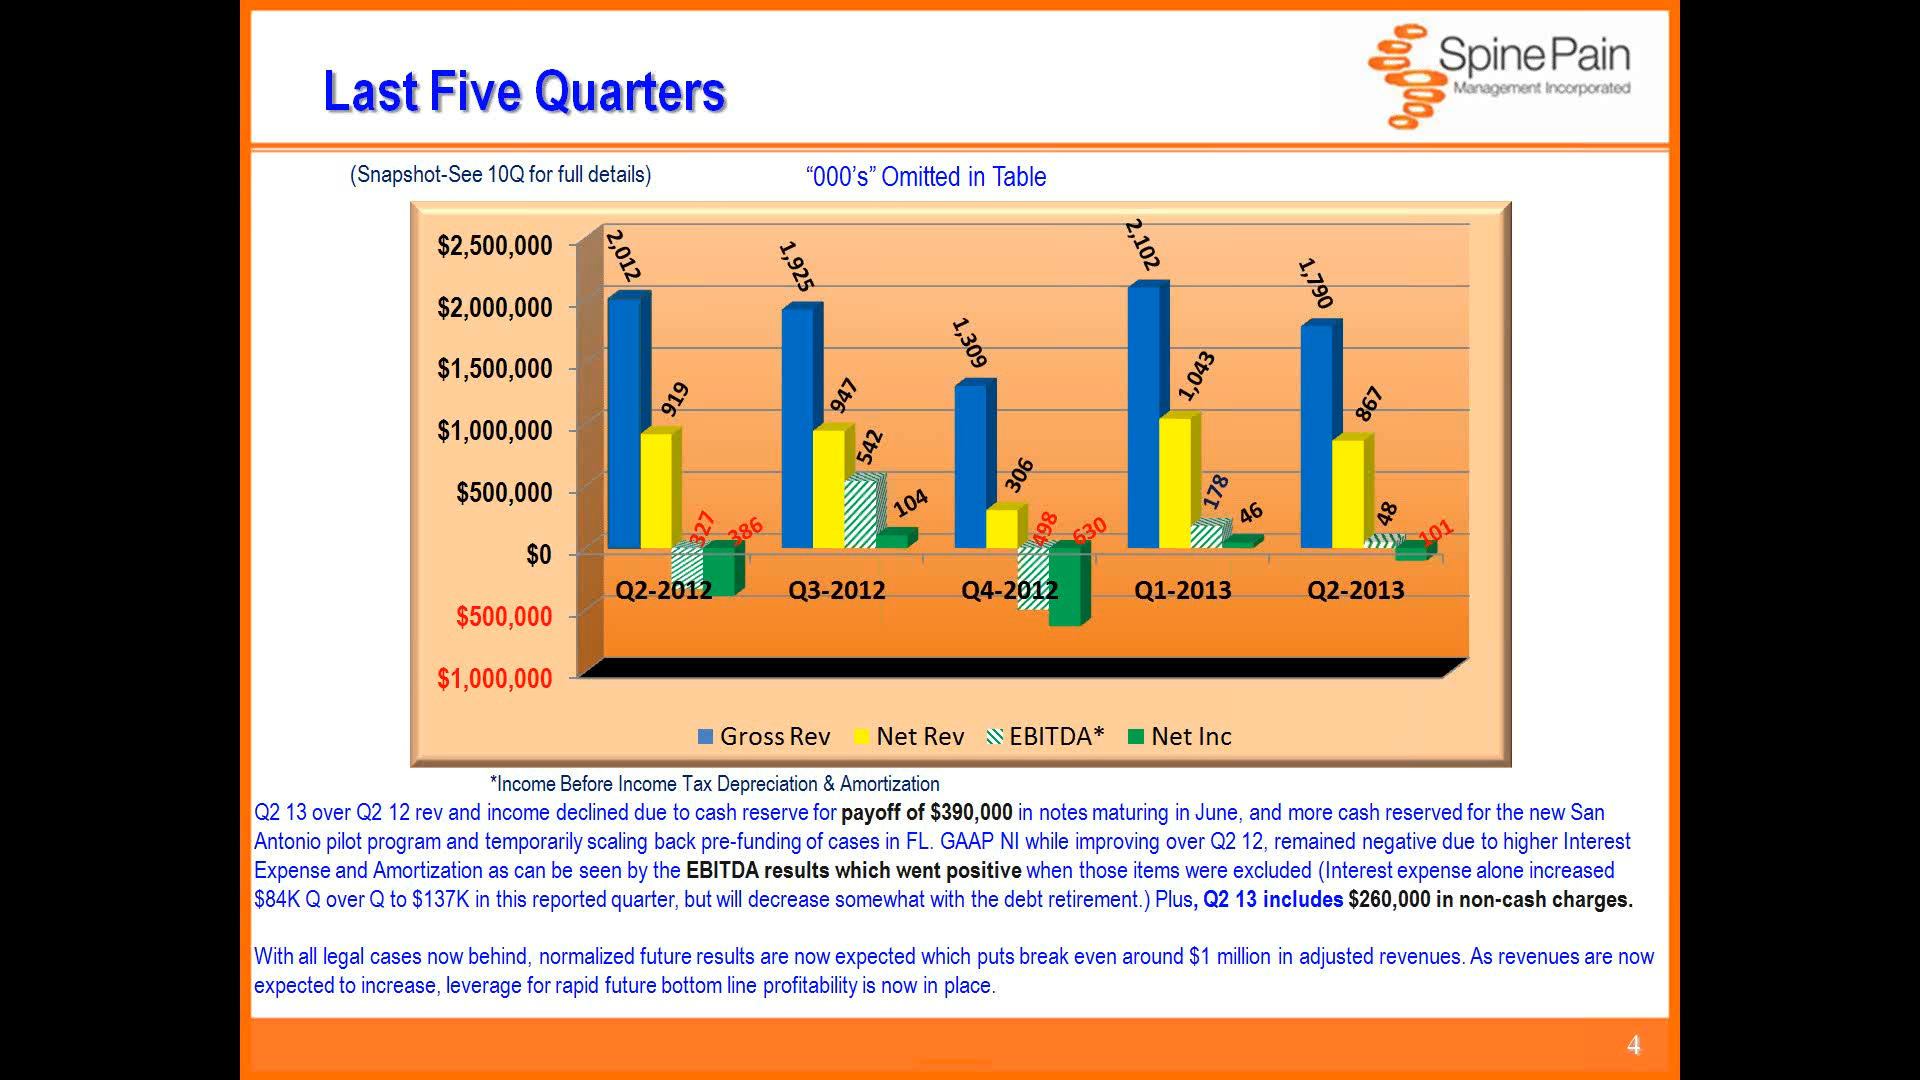 Last Five Quarters
Spine Pain
Management Incorporated
(Snapshot-See 10Q for full details)
“000’s” Omitted in Table
$2,500,000
$2,000,000
$1,500,000
$1,000,000
$500,000
$0
$500,000
$1,000,000
2,012
919
327
386
1,925
947
542
104
1,309
306
498
630
2,102
1,043
178
46
1,790
867
48
101
Q2-2012
Q3-2012
Q4-2012
Q1-2013
Q2-2013
Gross Rev
Net Rev
EBITDA*
Net Inc
*Income Before Income Tax Depreciation & Amortization
Q2 13 over Q2 12 rev and income declined due to cash reserve for payoff of $390,000 in notes maturing in June, and more cash reserved for the new San
Antonio pilot program and temporarily scaling back pre-funding of cases in FL. GAAP NI while improving over Q2 12, remained negative due to higher Interest
Expense and Amortization as can be seen by the EBITDA results which went positive when those items were excluded (Interest expense alone increased
$84K Q over Q to $137K in this reported quarter, but will decrease somewhat with the debt retirement.) Plus, Q2 13 includes $260,000 in non-cash charges.
With all legal cases now behind, normalized future results are now expected which puts break even around $1 million in adjusted revenues. As revenues are now
expected to increase, leverage for rapid future bottom line profitability is now in place.
4